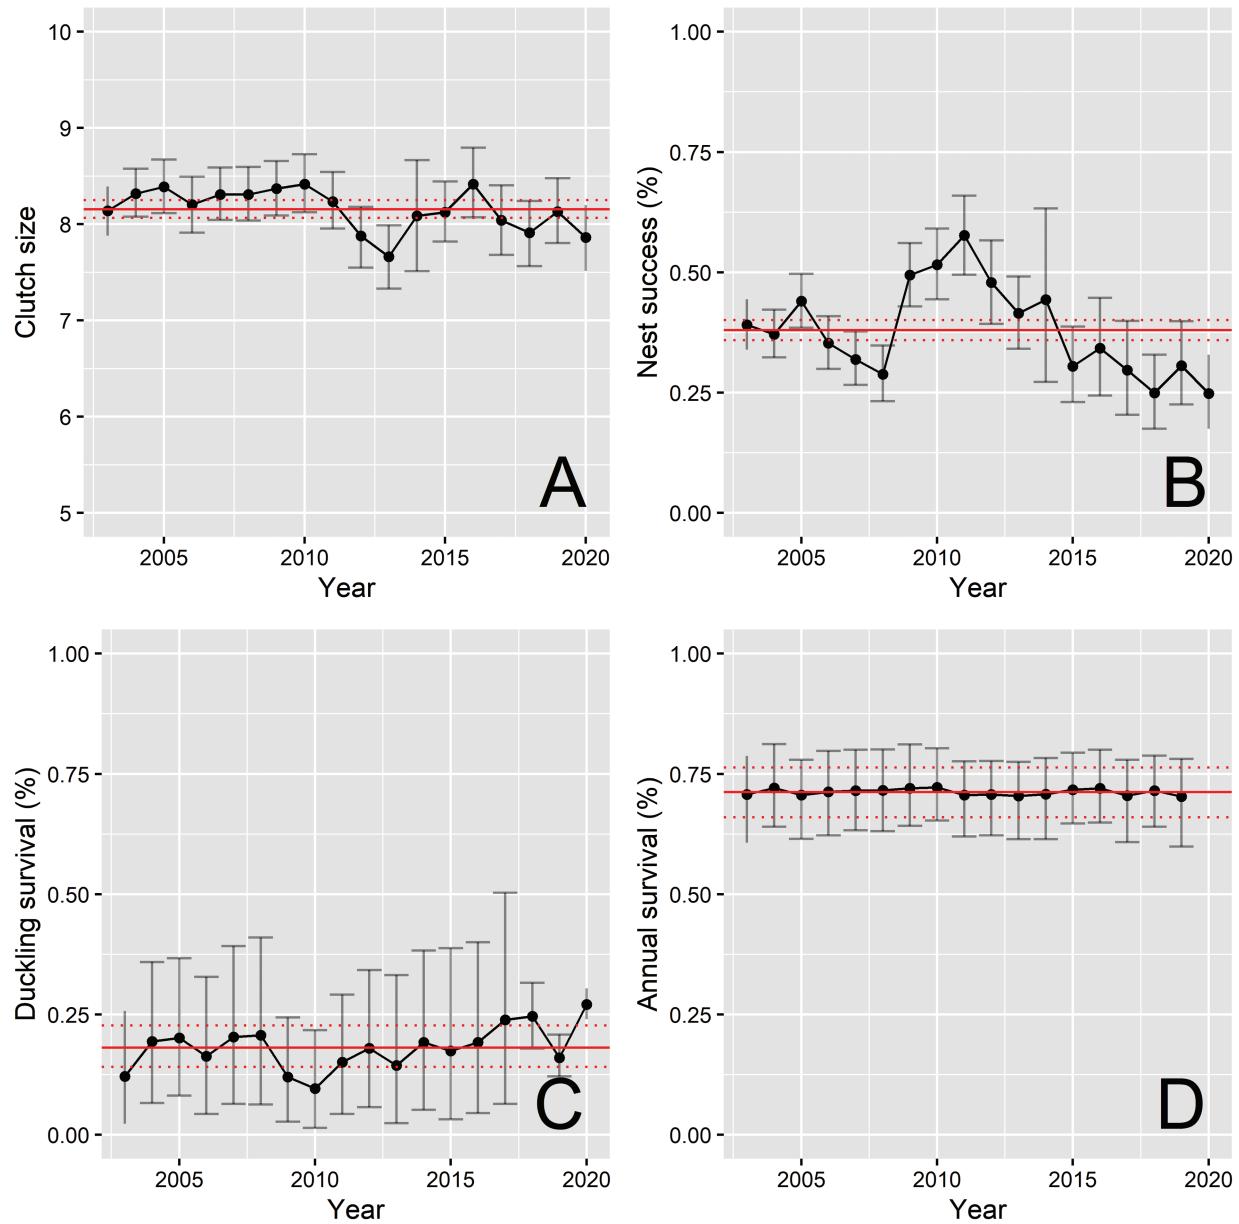 10
9
8
7
6
5
Clutch size
A
2005 2010 2015 2020
Year
1.00
0.75
0.50
0.25
0.00
Nest success (%)
B
2005 2010 2015 2020
Year
1.00
0.75
0.50
0.25
0.00
Duckling survival (%)
C
2005 2010 2015 2020
Year
1.00
0.75
0.50
0.25
0.00
Annual survival (%)
D
2005 2010 2015 2020
Year